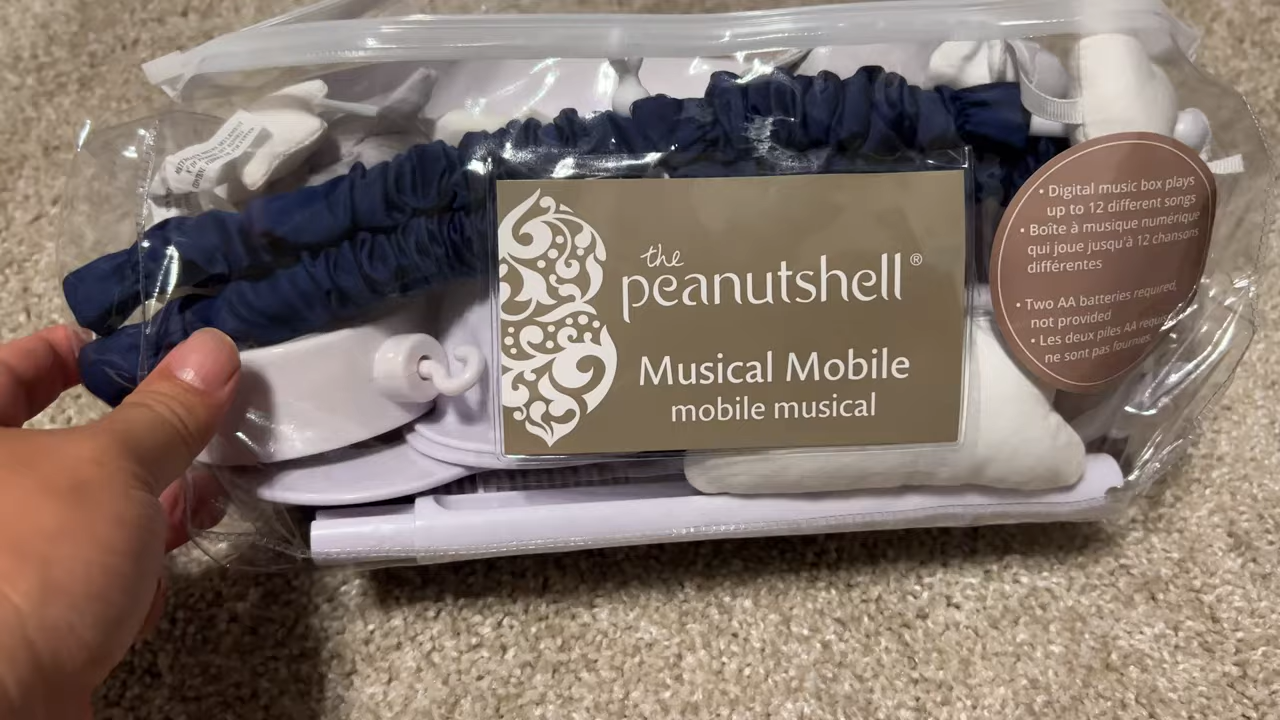 the
peanutshell®
Musical Mobile
mobile musical
• Digital music box plays
up to 12 different songs
• Boîte à musique numérique
qui joue jusqu'à 12 chansons
différentes
• Two AA batteries required,
not provided
• Les deux piles AA
ne sont pas fournies.